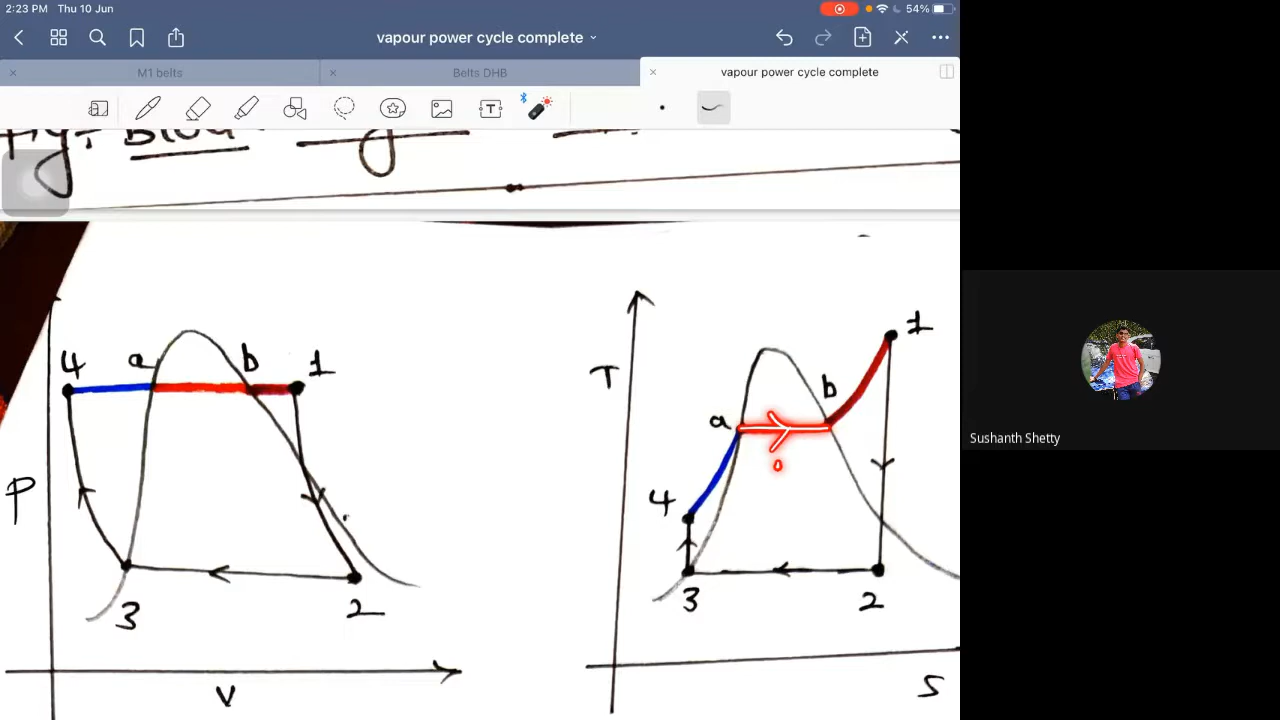 2:23 PM Thu 10 Jun
54%
vapour power cycle complete
M1 belts
Belts DHB
vapour power cycle complete
T
4 a b 1
P
3 2
V
T
1
b
a
4
3 2
S
Sushanth Shetty